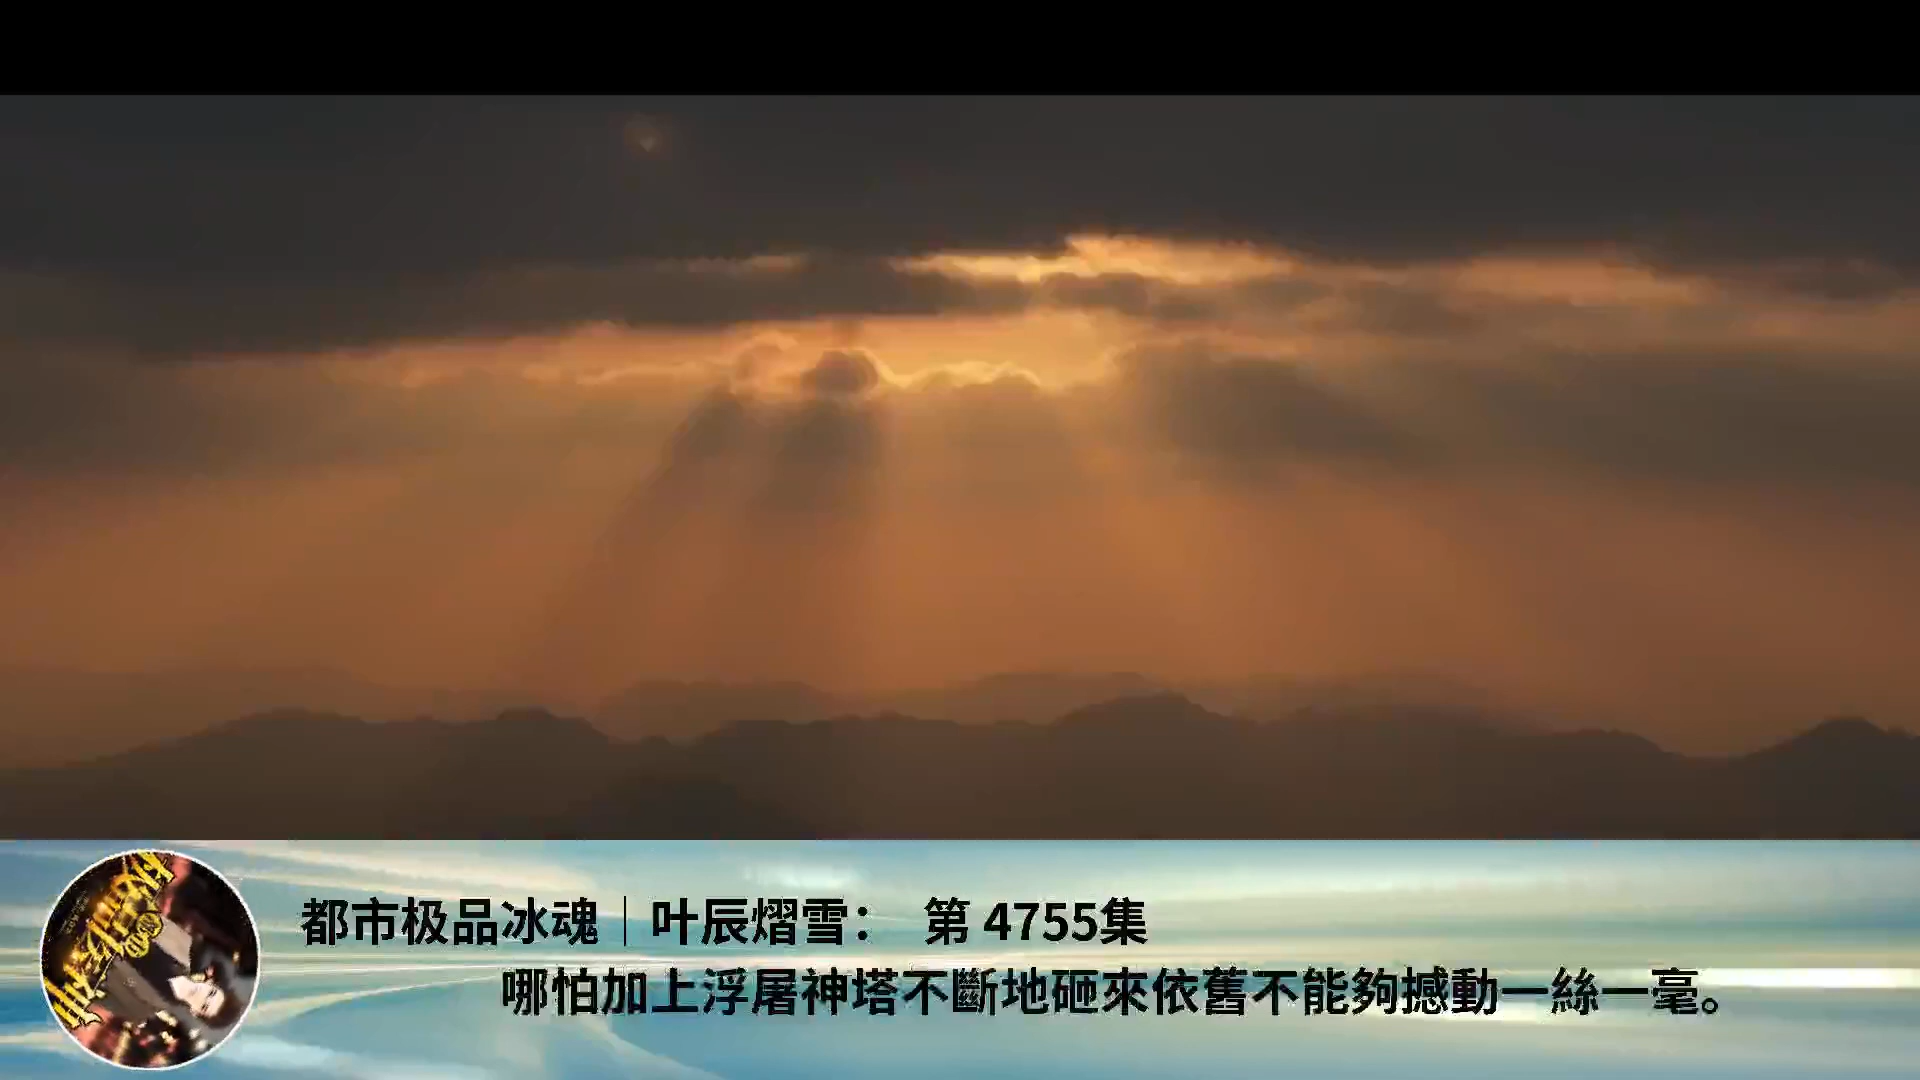 都市极品冰魂｜叶辰熠雪： 第 4755集
哪怕加上浮屠神塔不斷地砸來依舊不能夠撼動一絲一毫。